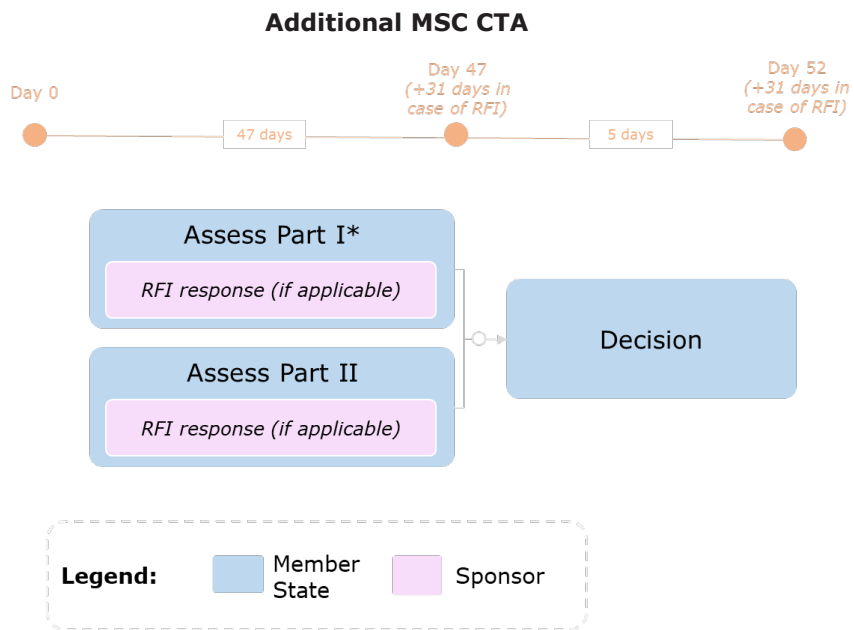 Additional MSC CTA
Day 0
Day 47
(+31 days in
case of RFI)
Day 52
(+31 days in
case of RFI)
47 days
5 days
Assess Part I*
RFI response (if applicable)
Assess Part II
RFI response (if applicable)
Decision
Legend:
Member
State
Sponsor